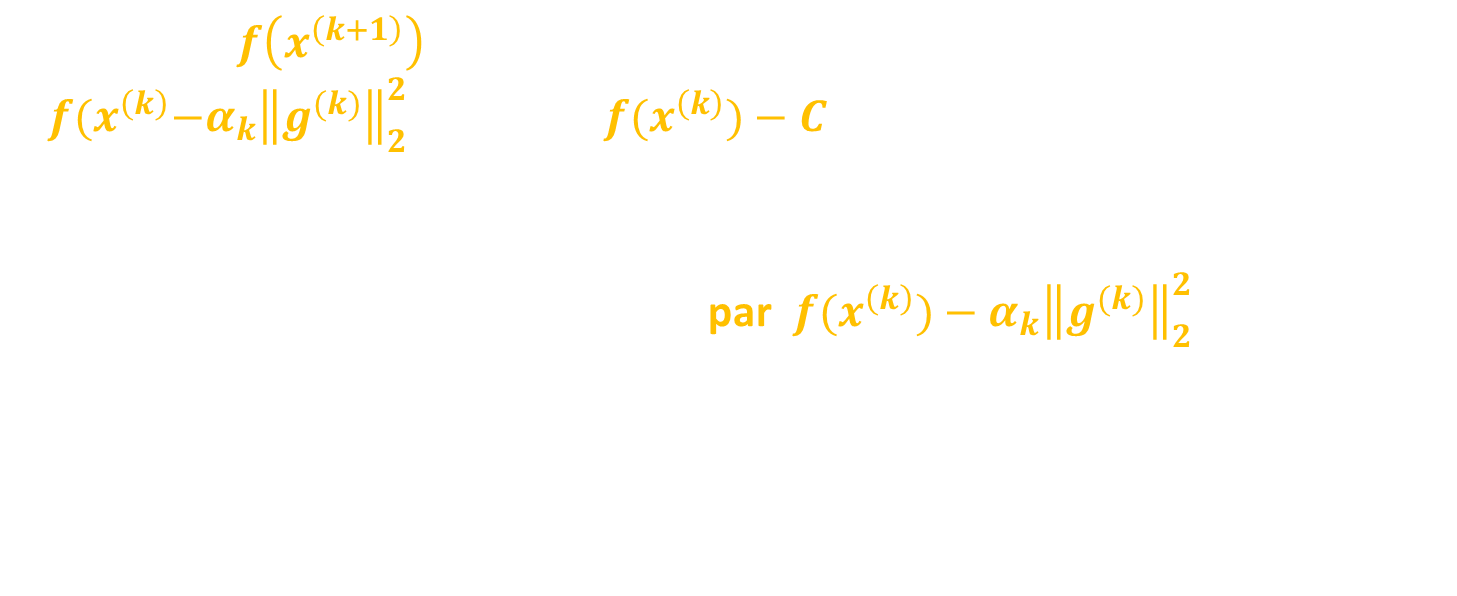 f(x^(k+1))
f(x^(k)−α_k‖g^(k)‖_2^2 f(x^(k)) − C
par f(x^(k)) − α_k‖g^(k)‖_2^2